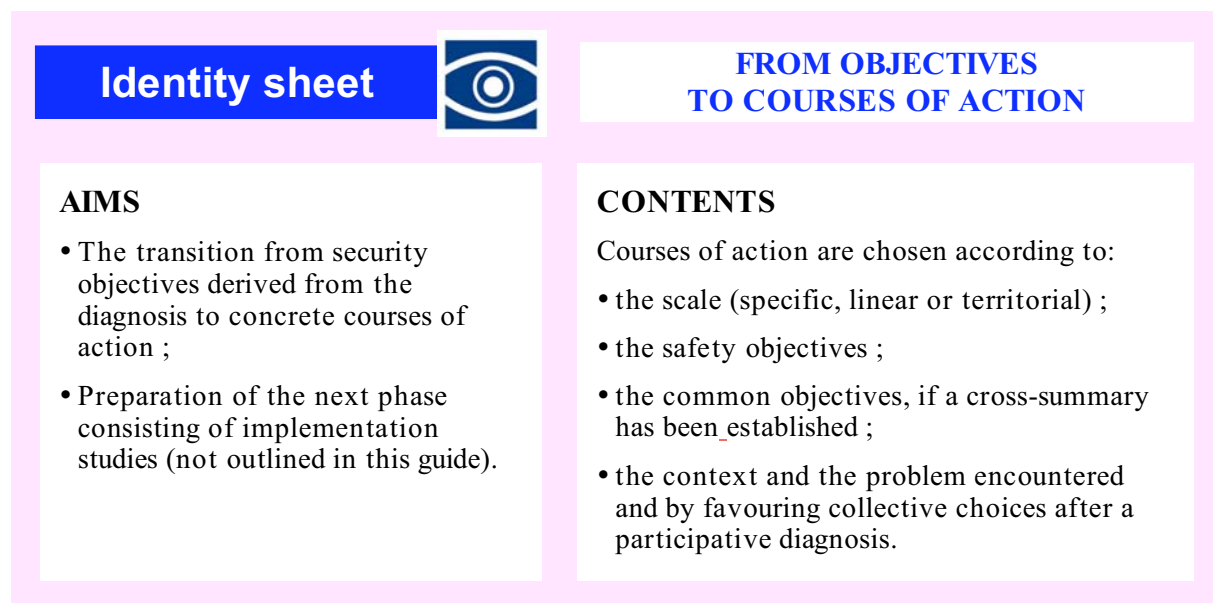 Identity sheet
FROM OBJECTIVES
TO COURSES OF ACTION
AIMS
• The transition from security
objectives derived from the
diagnosis to concrete courses of
action ;
• Preparation of the next phase
consisting of implementation
studies (not outlined in this guide).
CONTENTS
Courses of action are chosen according to:
• the scale (specific, linear or territorial) ;
• the safety objectives ;
• the common objectives, if a cross-summary
has been established ;
• the context and the problem encountered
and by favouring collective choices after a
participative diagnosis.